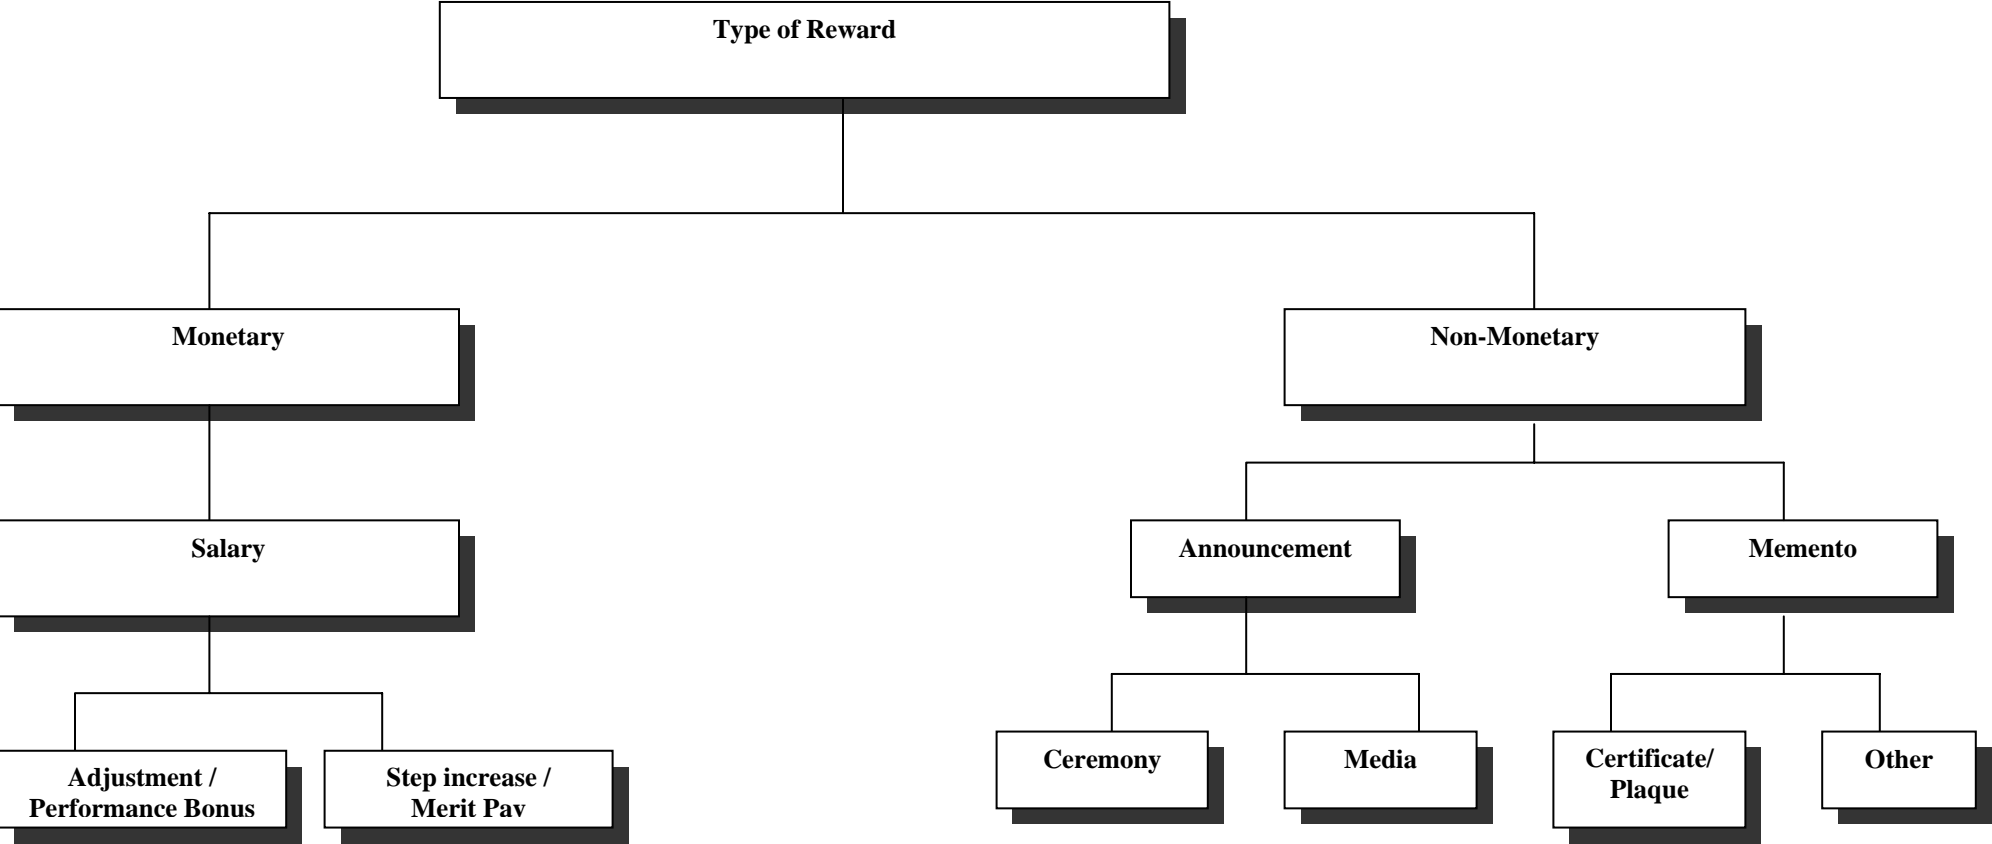 Type of Reward
Monetary
Non-Monetary
Salary
Announcement
Memento
Adjustment /
Performance Bonus
Step increase /
Merit Pay
Ceremony
Media
Certificate/
Plaque
Other